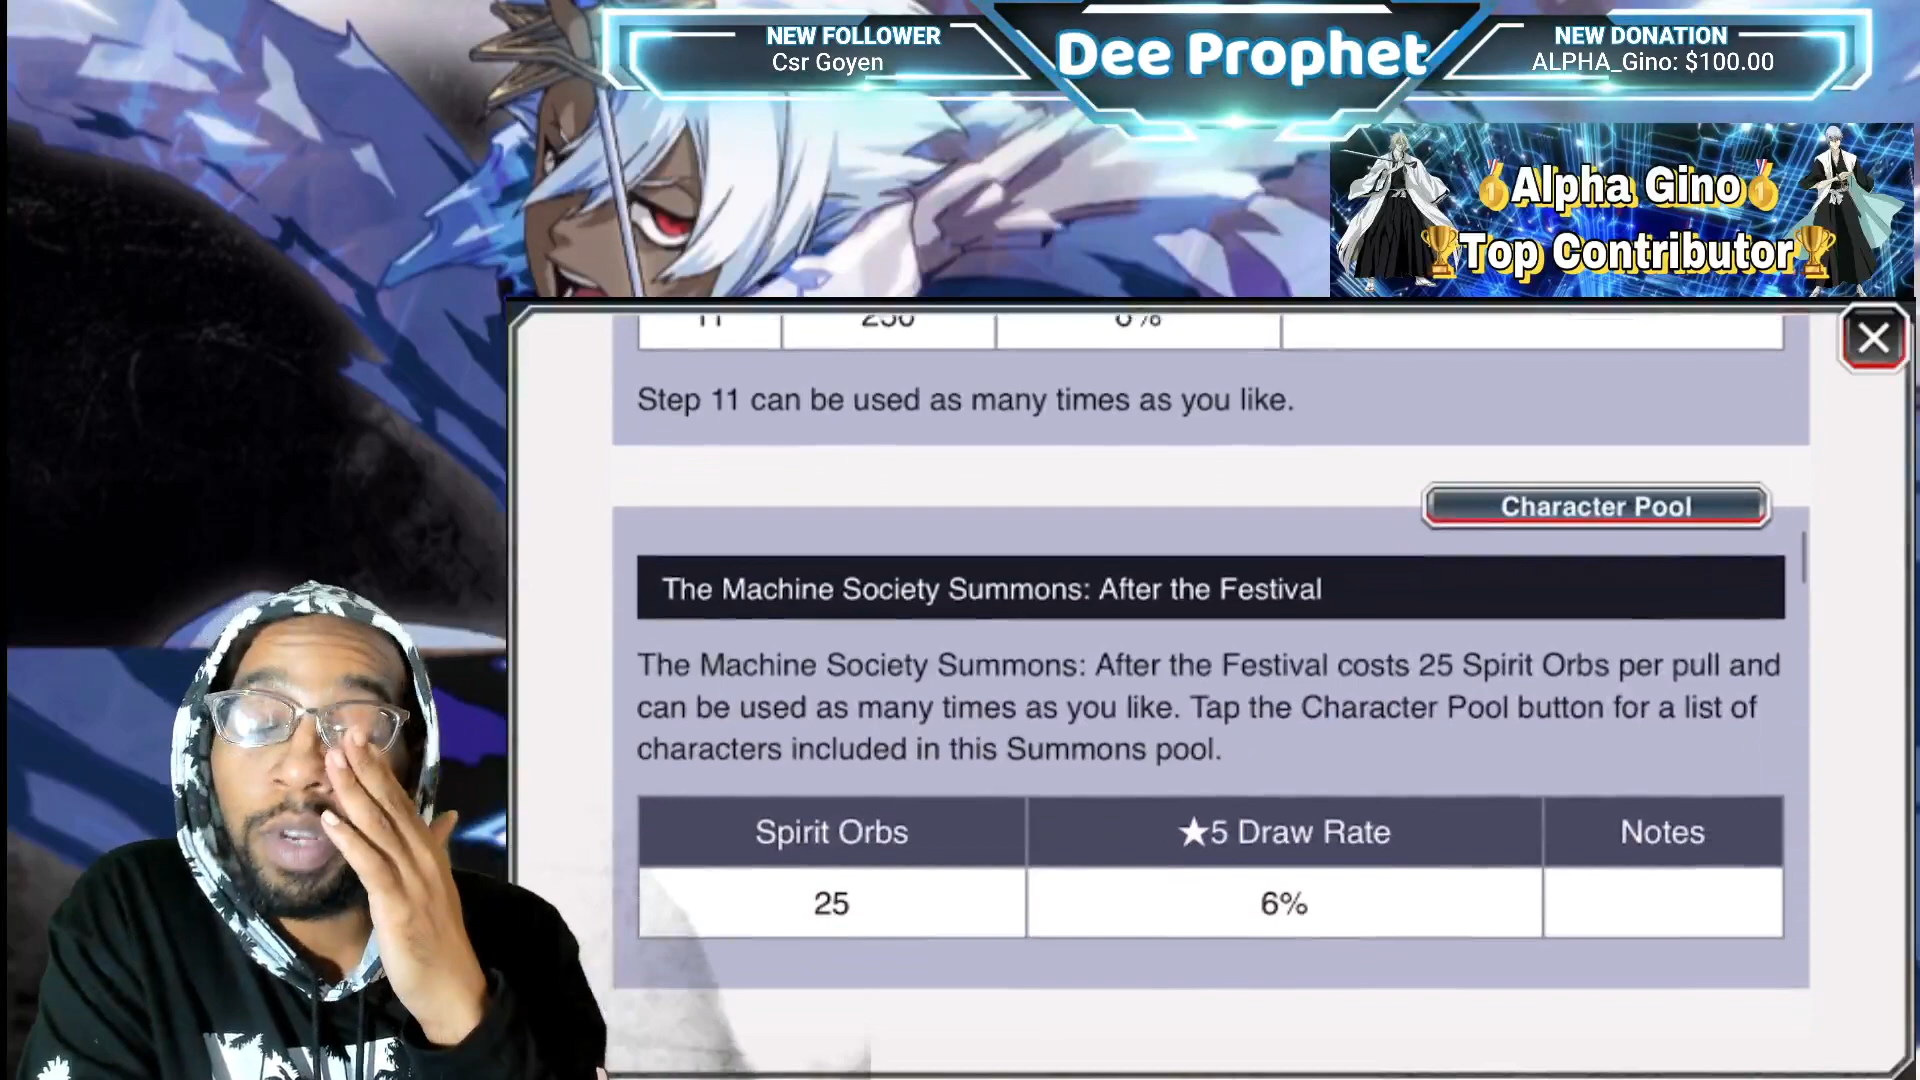 NEW FOLLOWER
Csr Goyen
Dee Prophet
NEW DONATION
ALPHA_Gino: $100.00
Alpha Gino
Top Contributor
11 250 6%
Step 11 can be used as many times as you like.
Character Pool
The Machine Society Summons: After the Festival
The Machine Society Summons: After the Festival costs 25 Spirit Orbs per pull and
can be used as many times as you like. Tap the Character Pool button for a list of
characters included in this Summons pool.
Spirit Orbs ★5 Draw Rate Notes
25 6%